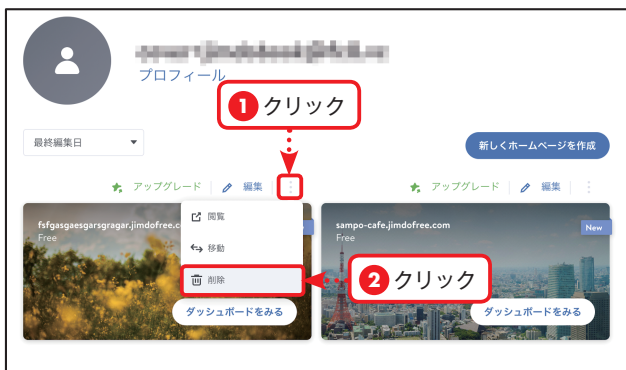 プロフィール
1 クリック
最終編集日
新しくホームページを作成
アップグレード 編集
アップグレード 編集
fsfgasgaesgarsgragar.jimdofree.c
Free
閲覧
移動
削除
ダッシュボードをみる
sampo-cafe.jimdofree.com
Free
New
2 クリック
ダッシュボードをみる